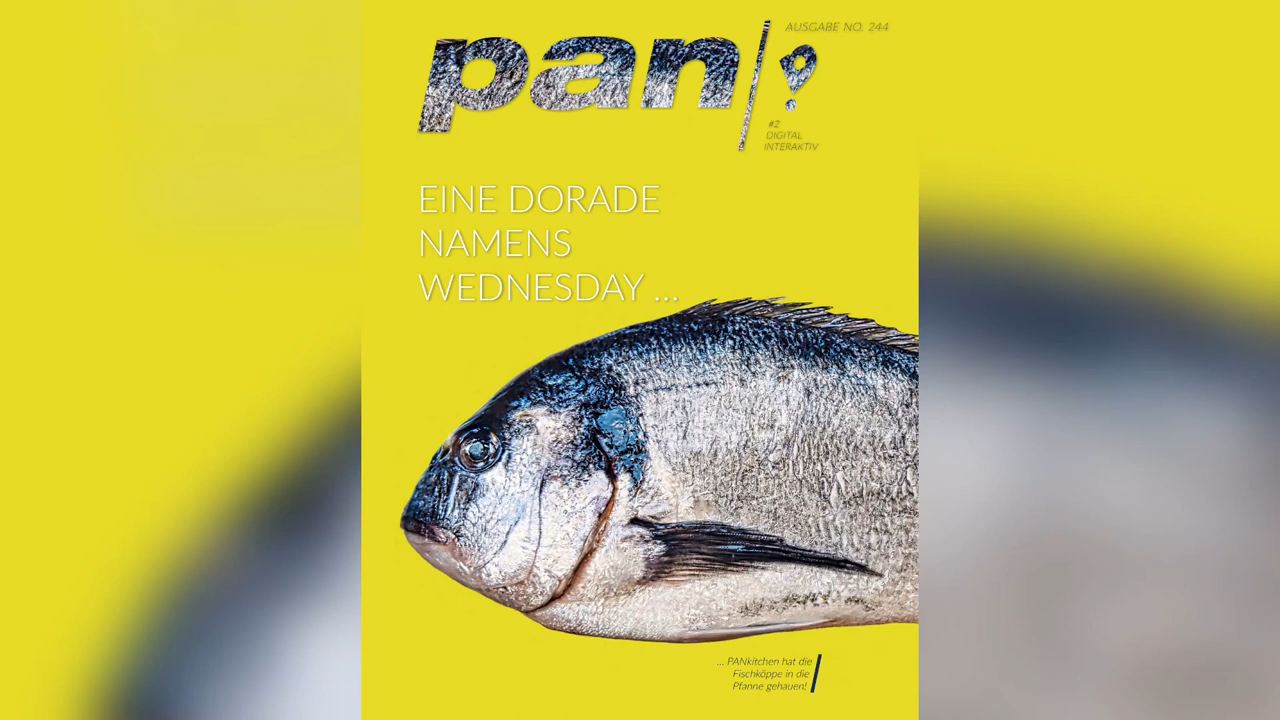 pan
AUSGABE NO. 244
#2
DIGITAL
INTERAKTIV
EINE DORADE
NAMENS
WEDNESDAY ...
... PANkitchen hat die
Fischköppe in die
Pfanne gehauen!